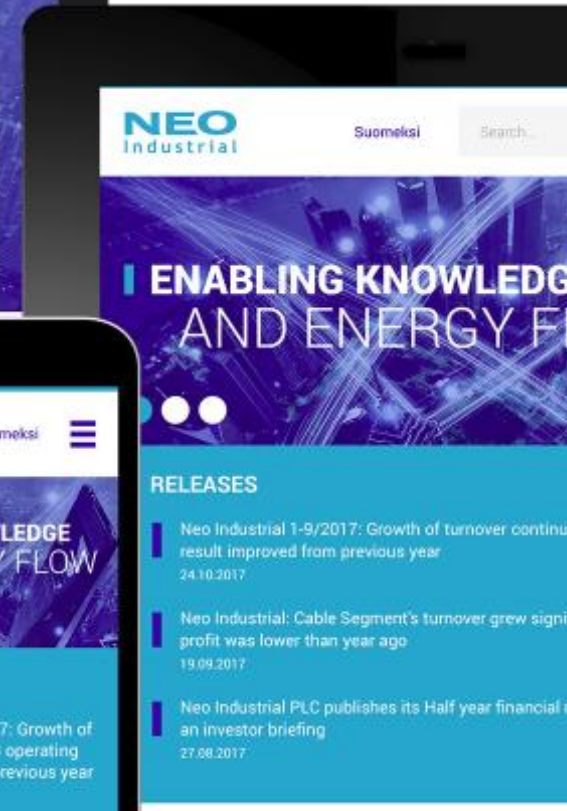 NEO
Industrial
Suomeksi
Search...
ENABLING KNOWLEDG
AND ENERGY F
RELEASES
Neo Industrial 1-9/2017: Growth of turnover continu
result improved from previous year
24.10.2017
Neo Industrial: Cable Segment's turnover grew signi
profit was lower than year ago
19.09.2017
Neo Industrial PLC publishes its Half year financial
an investor briefing
27.08.2017
meksi
LEDGE
Y FLOW
7: Growth of
operating
revious year